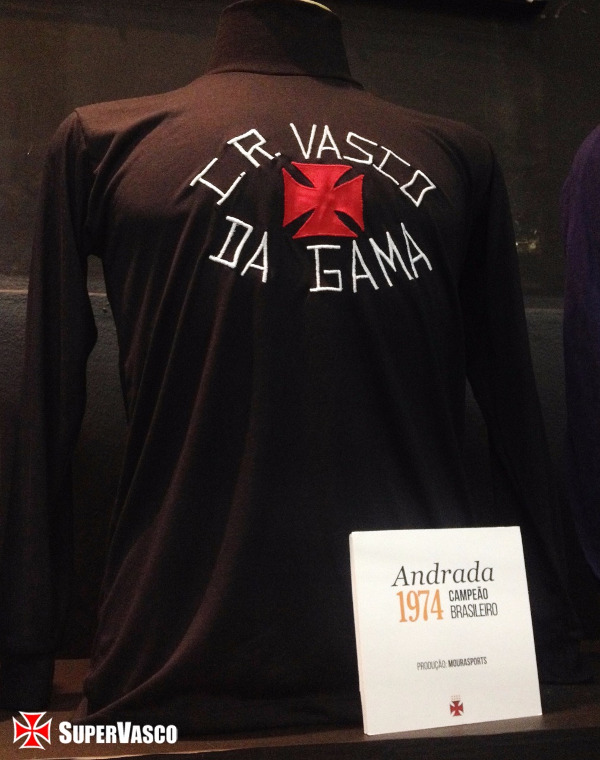 C.R. VASCO
DA GAMA
Andrada
1974 CAMPEÃO
BRASILEIRO
PRODUÇÃO: MOURASPORTS
SUPERVASCO